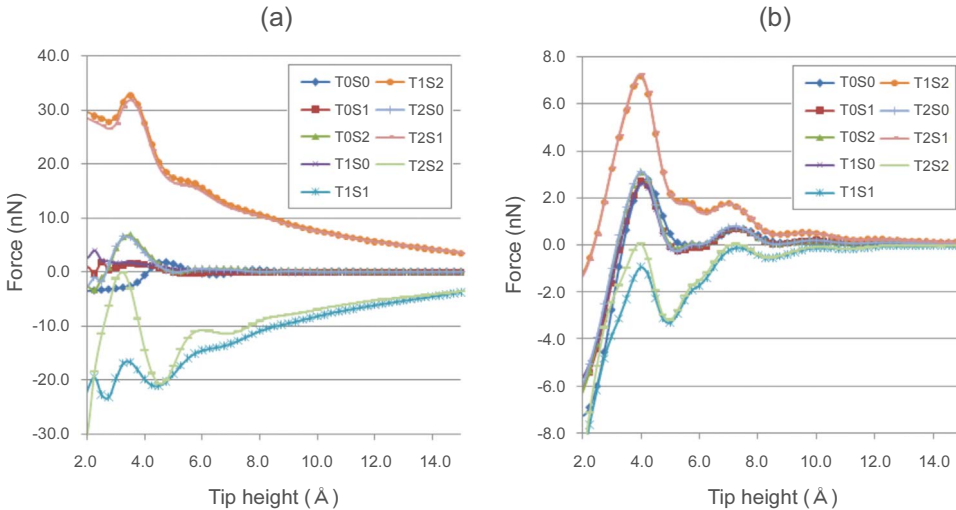 (a)
40.0
30.0
20.0
10.0
0.0
-10.0
-20.0
-30.0
Force (nN)
T0S0 T1S2
T0S1 T2S0
T0S2 T2S1
T1S0 T2S2
T1S1
2.0 4.0 6.0 8.0 10.0 12.0 14.0
Tip height (Å)
(b)
8.0
6.0
4.0
2.0
0.0
-2.0
-4.0
-6.0
-8.0
Force (nN)
T0S0 T1S2
T0S1 T2S0
T0S2 T2S1
T1S0 T2S2
T1S1
2.0 4.0 6.0 8.0 10.0 12.0 14.0
Tip height (Å)